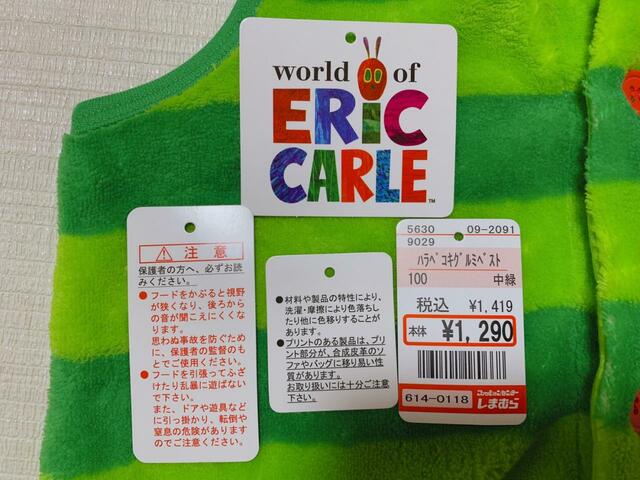 world of
ERIC
CARLE™
⚠ 注意
保護者の方へ、必ずお読
みください。
●フードをかぶると視野
が狭くなり、後ろから
の音が聞こえにくくな
ります。
思わぬ事故を防ぐために、
保護者の監督のも
とでご使用ください。
●フードを引張ってふざ
けたり乱暴に遊ばない
で下さい。
また、ドアや遊具など
に引っ掛かり、転倒や
窒息の危険があります
のでご注意ください。
●材料や製品の特性により、
洗濯・摩擦により色落ちし
たり他に色移りすることが
あります。
●プリントのある製品は、プリ
ント部分が、合成皮革のソ
ファやバッグに移り易い性
質があります。
お取り扱いには十分ご注意
下さい。
5630 09-2091
9029
ハラペコキグルミベスト
100 中緑
税込 ¥1,419
本体 ¥1,290
614-0118
ファッションセンター
しまむら